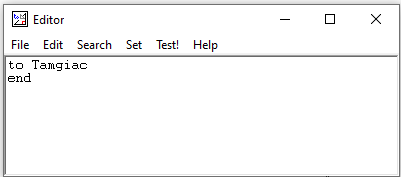 Editor
File Edit Search Set Test! Help
to Tamgiac
end